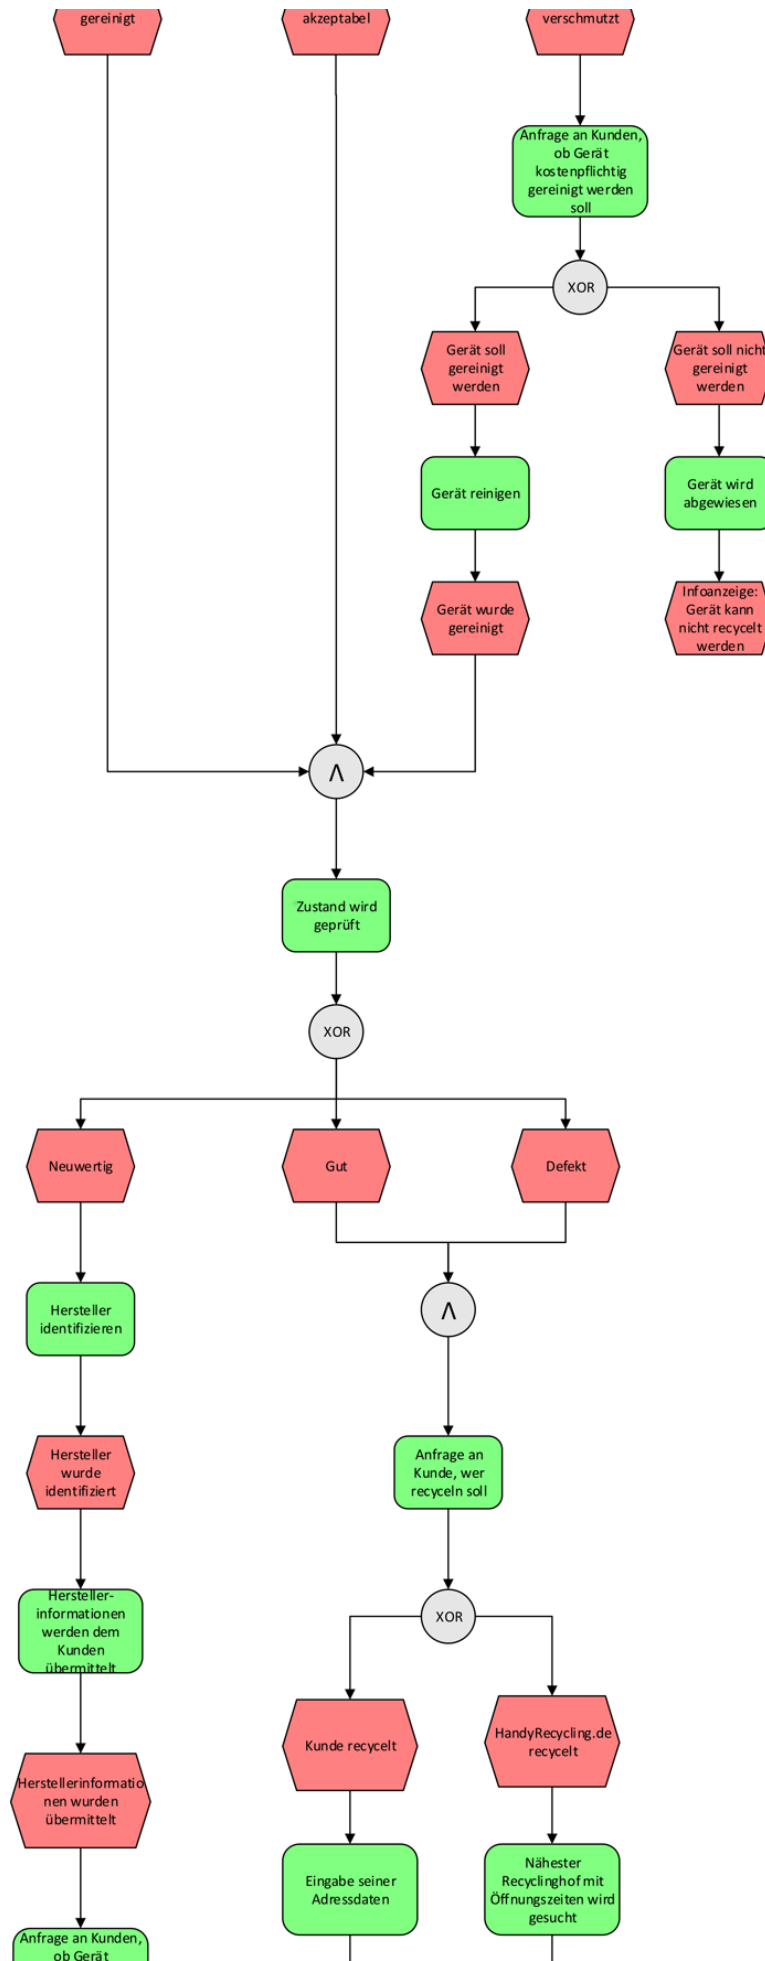 gereinigt
akzeptabel
verschmutzt
Anfrage an Kunden,
ob Gerät
kostenpflichtig
gereinigt werden
soll
XOR
Gerät soll
gereinigt
werden
Gerät soll nicht
gereinigt
werden
Gerät reinigen
Gerät wird
abgewiesen
Gerät wurde
gereinigt
Infoanzeige:
Gerät kann
nicht recycelt
werden
Λ
Zustand wird
geprüft
XOR
Neuwertig
Gut
Defekt
Hersteller
identifizieren
Λ
Hersteller
wurde
identifiziert
Anfrage an
Kunde, wer
recyceln soll
Hersteller-
informationen
werden dem
Kunden
übermittelt
XOR
Herstellerinformatio
nen wurden
übermittelt
Kunde recycelt
HandyRecycling.de
recycelt
Eingabe seiner
Adressdaten
Nähester
Recyclinghof mit
Öffnungszeiten wird
gesucht
Anfrage an Kunden,
ob Gerät